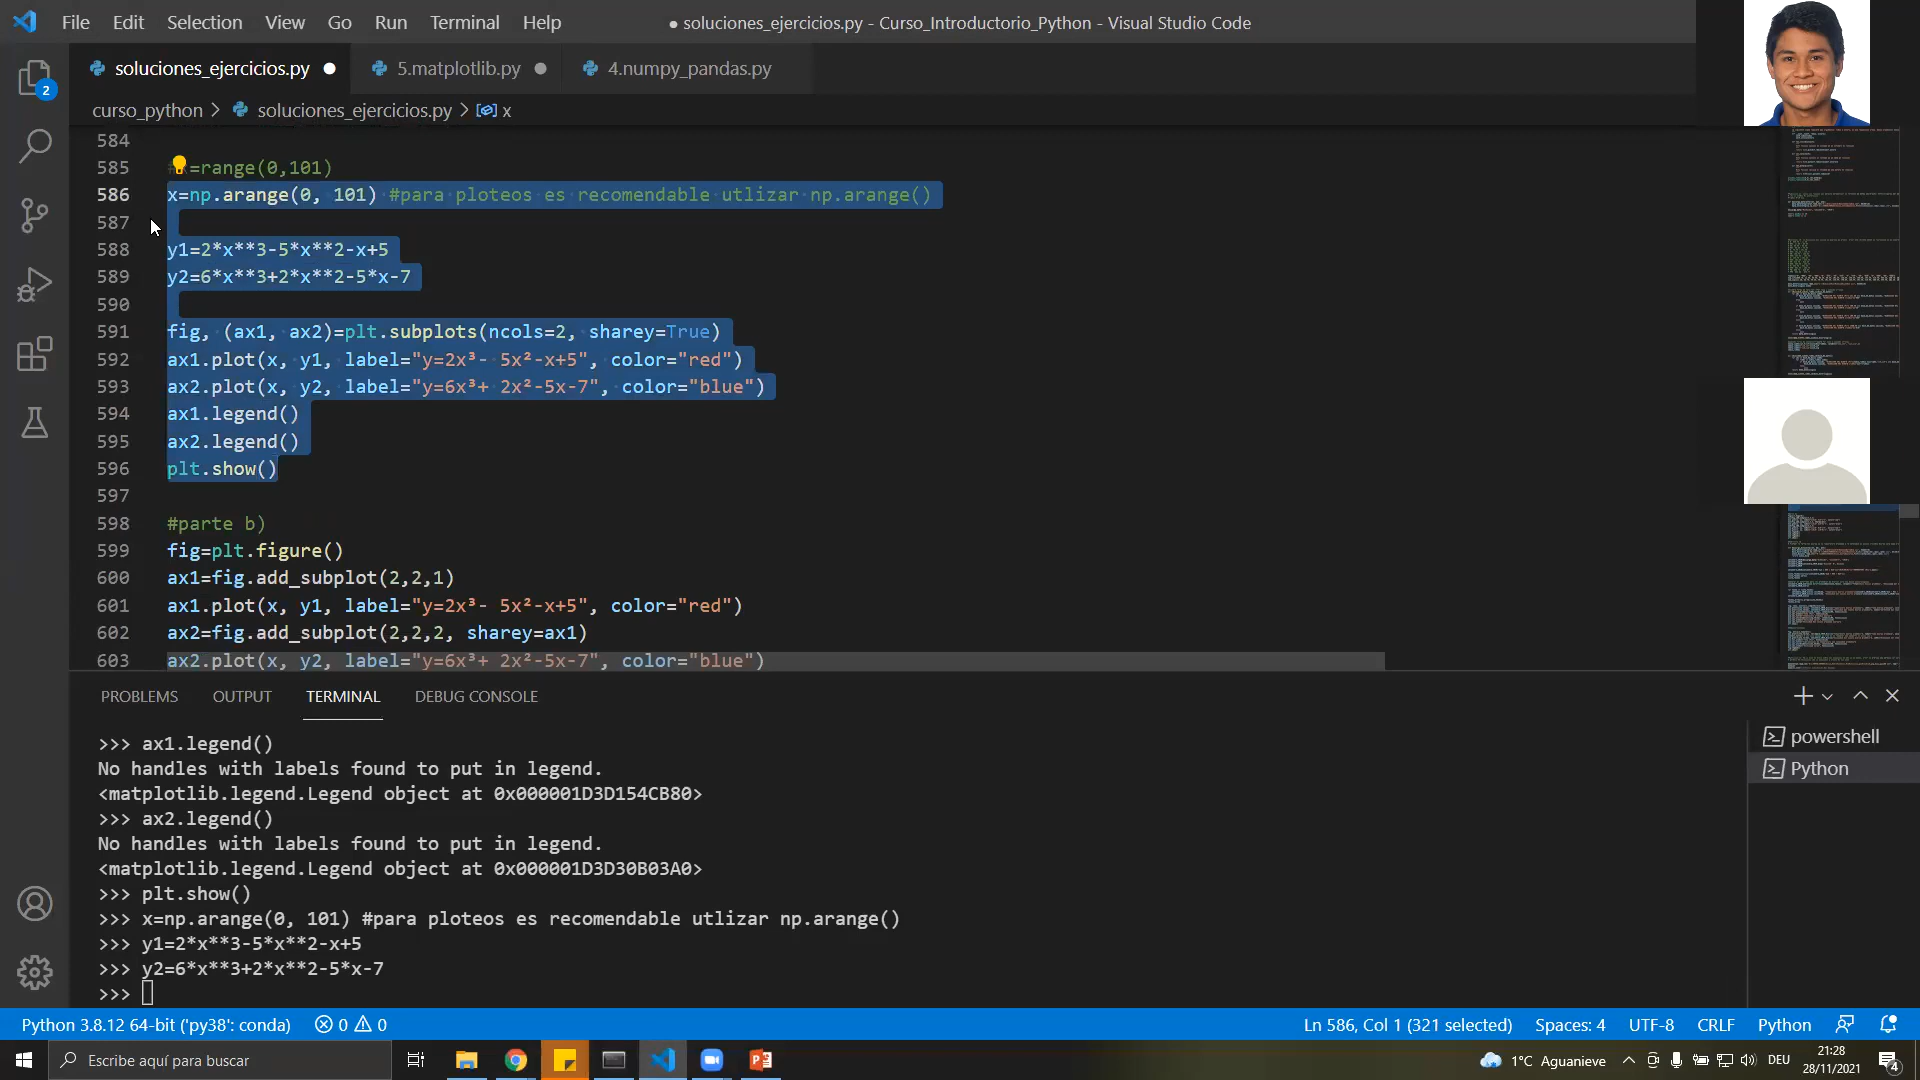 File Edit Selection View Go Run Terminal Help
● soluciones_ejercicios.py - Curso_Introductorio_Python - Visual Studio Code
soluciones_ejercicios.py ● 5.matplotlib.py ● 4.numpy_pandas.py
curso_python > soluciones_ejercicios.py > x
2
584
585 #x=range(0,101)
586 x=np.arange(0, 101) #para ploteos es recomendable utlizar np.arange()
587
588 y1=2*x**3-5*x**2-x+5
589 y2=6*x**3+2*x**2-5*x-7
590
591 fig, (ax1, ax2)=plt.subplots(ncols=2, sharey=True)
592 ax1.plot(x, y1, label="y=2x³- 5x²-x+5", color="red")
593 ax2.plot(x, y2, label="y=6x³+ 2x²-5x-7", color="blue")
594 ax1.legend()
595 ax2.legend()
596 plt.show()
597
598 #parte b)
599 fig=plt.figure()
600 ax1=fig.add_subplot(2,2,1)
601 ax1.plot(x, y1, label="y=2x³- 5x²-x+5", color="red")
602 ax2=fig.add_subplot(2,2,2, sharey=ax1)
603 ax2.plot(x, y2, label="y=6x³+ 2x²-5x-7", color="blue")
PROBLEMS OUTPUT TERMINAL DEBUG CONSOLE
>>> ax1.legend()
No handles with labels found to put in legend.
<matplotlib.legend.Legend object at 0x000001D3D154CB80>
>>> ax2.legend()
No handles with labels found to put in legend.
<matplotlib.legend.Legend object at 0x000001D3D30B03A0>
>>> plt.show()
>>> x=np.arange(0, 101) #para ploteos es recomendable utlizar np.arange()
>>> y1=2*x**3-5*x**2-x+5
>>> y2=6*x**3+2*x**2-5*x-7
>>>
powershell
Python
Python 3.8.12 64-bit ('py38': conda) 0 0
Ln 586, Col 1 (321 selected) Spaces: 4 UTF-8 CRLF Python
Escribe aquí para buscar
1°C Aguanieve
DEU
21:28
28/11/2021
4